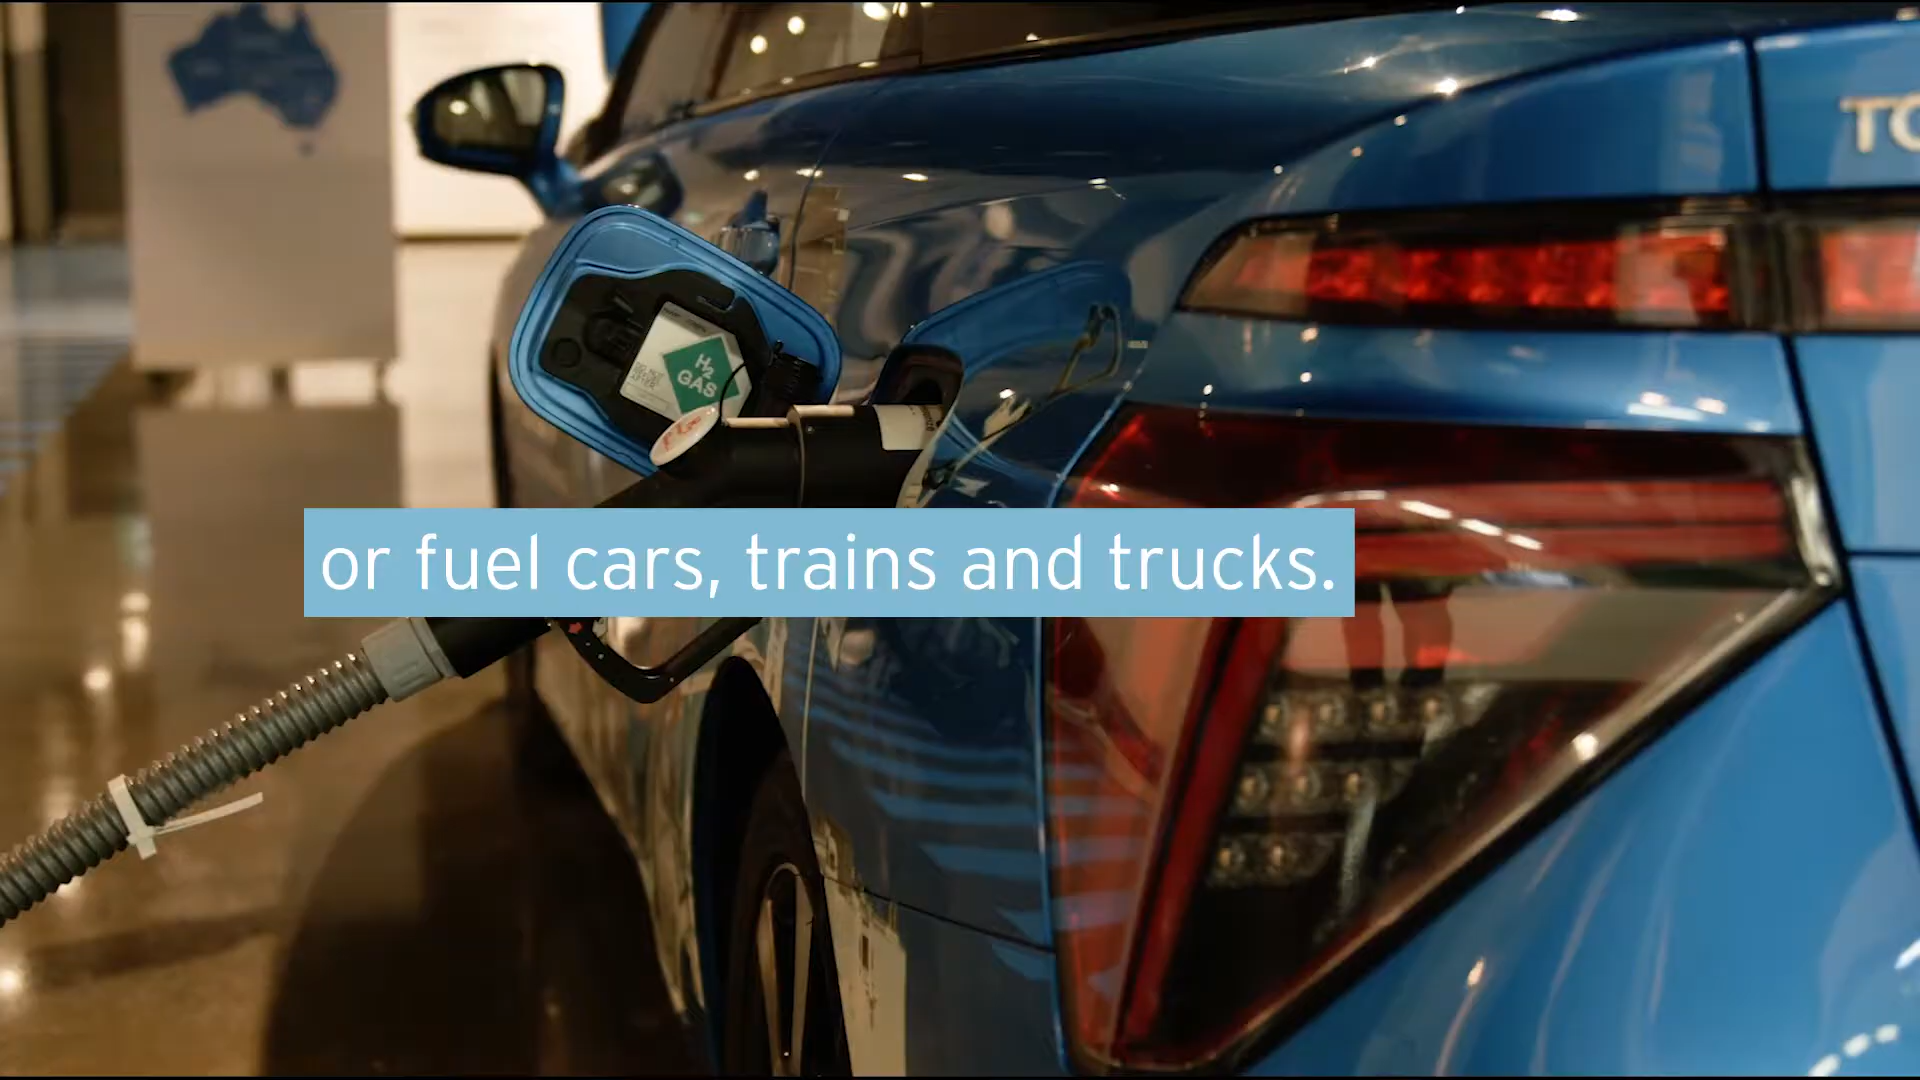 TO
H2
GAS
or fuel cars, trains and trucks.